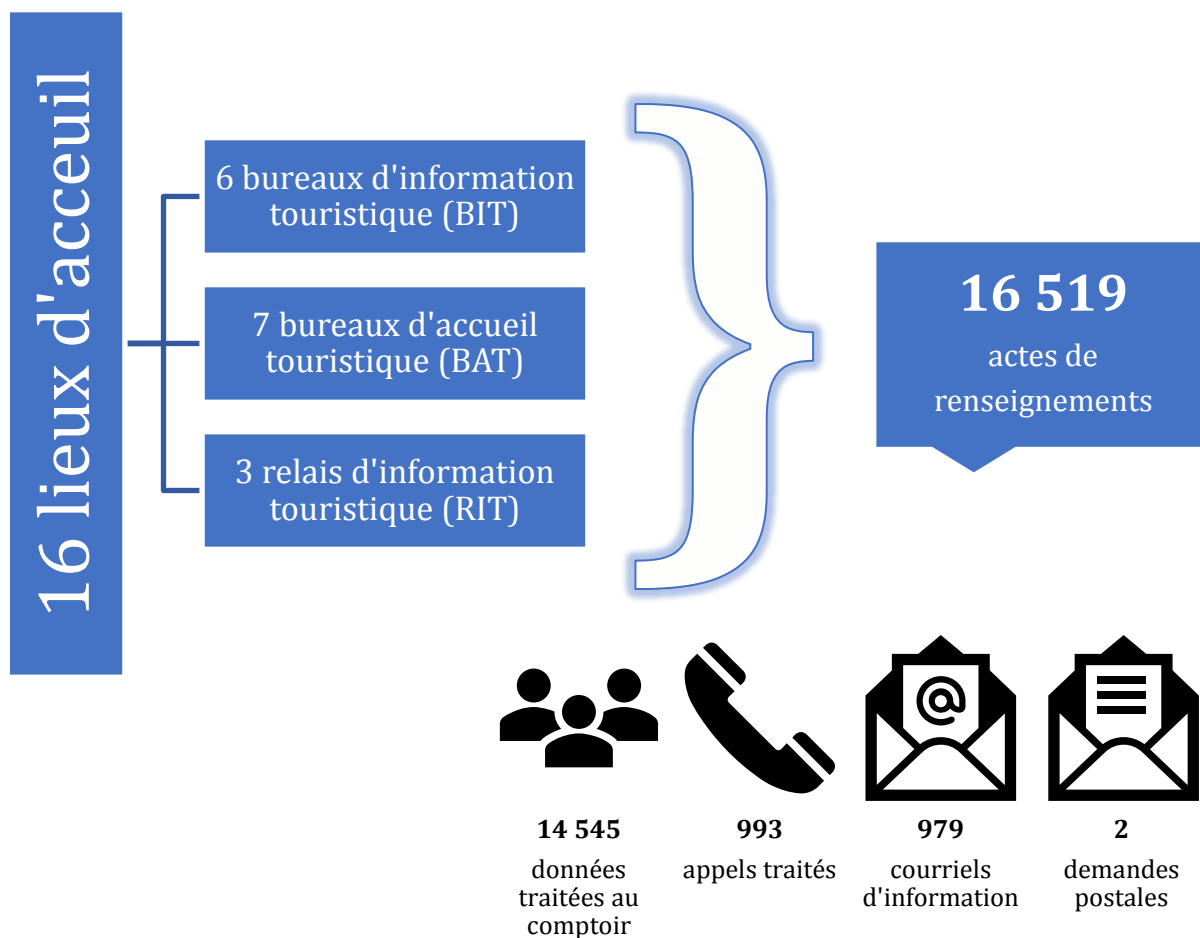 16 lieux d'acceuil
6 bureaux d'information
touristique (BIT)
7 bureaux d'accueil
touristique (BAT)
3 relais d'information
touristique (RIT)
16 519
actes de
renseignements
@
14 545
données
traitées au
comptoir
993
appels traités
979
courriels
d'information
2
demandes
postales